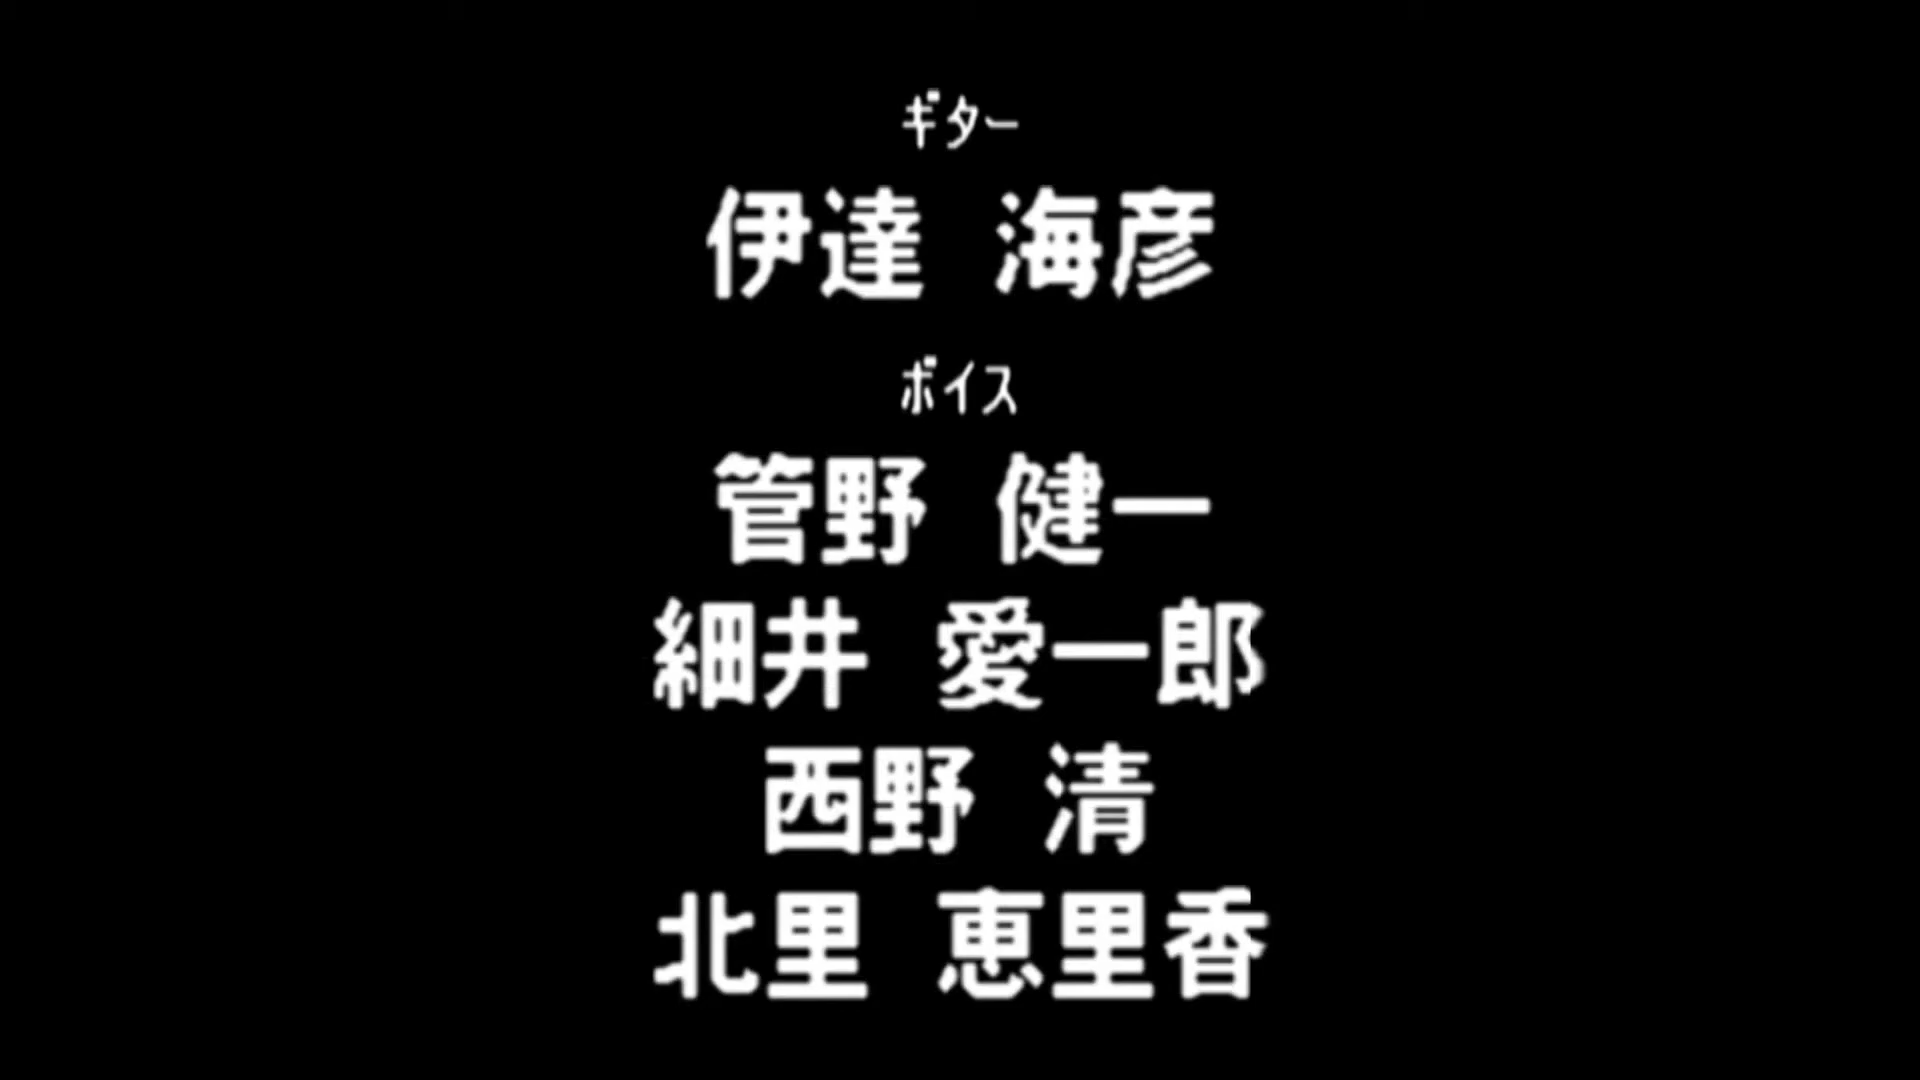 ギター
伊達 海彦
ボイス
管野 健一
細井 愛一郎
西野 清
北里 恵里香